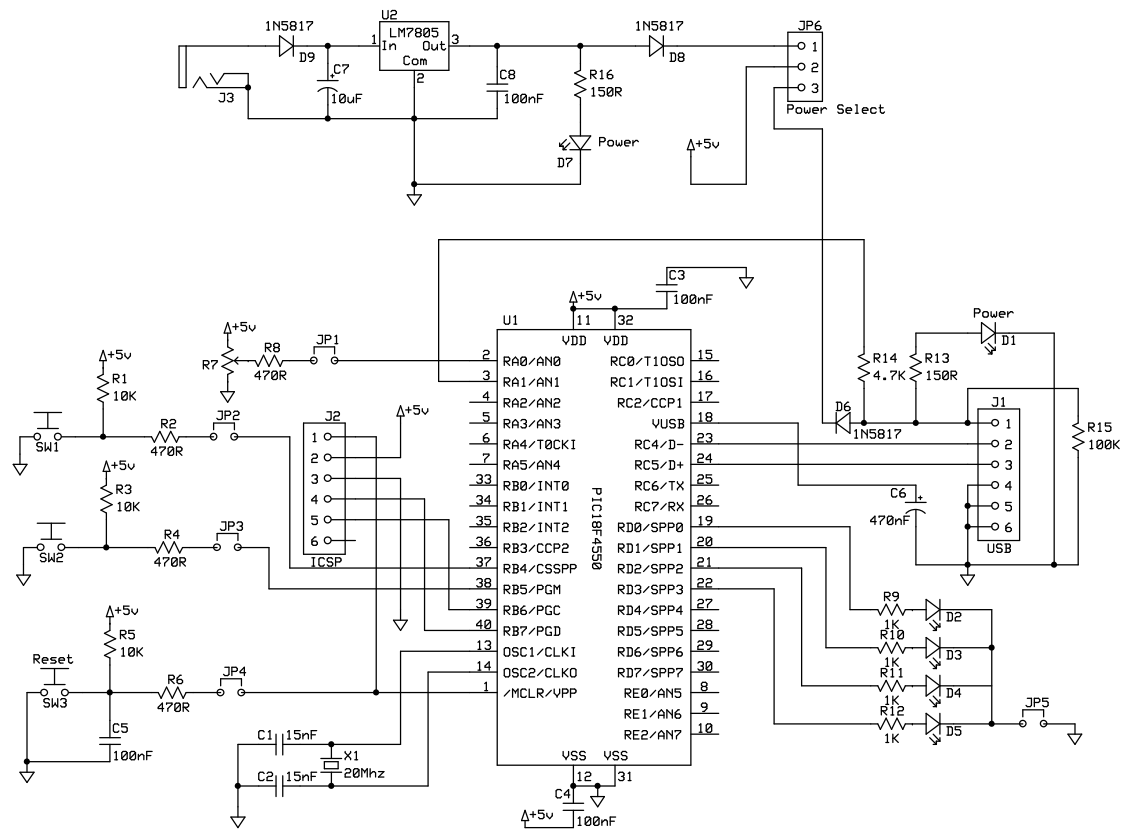 U2
1N5817
LM7805
1N5817
JP6
1 In Out 3
Com
D9
D8
1
2
3
C7
10uF
2
C8
100nF
R16
150R
J3
Power Select
D7
Power
+5v
C3
100nF
+5v
U1
11
32
VDD
VDD
Power
D1
+5v
R7
R8
470R
JP1
2 RA0/AN0
RC0/T1OSO 15
3 RA1/AN1
RC1/T1OSI 16
4 RA2/AN2
RC2/CCP1 17
5 RA3/AN3
VUSB 18
6 RA4/T0CKI
RC4/D- 23
7 RA5/AN4
RC5/D+ 24
33 RB0/INT0
RC6/TX 25
34 RB1/INT1
RC7/RX 26
35 RB2/INT2
RD0/SPP0 19
36 RB3/CCP2
RD1/SPP1 20
37 RB4/CSSPP
RD2/SPP2 21
38 RB5/PGM
RD3/SPP3 22
39 RB6/PGC
RD4/SPP4 27
40 RB7/PGD
RD5/SPP5 28
13 OSC1/CLKI
RD6/SPP6 29
14 OSC2/CLKO
RD7/SPP7 30
1 /MCLR/VPP
RE0/AN5 8
RE1/AN6 9
RE2/AN7 10
PIC18F4550
VSS
VSS
12
31
C4
100nF
+5v
R14
4.7K
R13
150R
D6
1N5817
J1
1
2
3
4
5
6
USB
R15
100K
C6
470nF
+5v
R1
10K
SW1
R2
470R
JP2
J2
1
2
3
4
5
6
ICSP
+5v
+5v
R3
10K
SW2
R4
470R
JP3
+5v
R5
10K
Reset
SW3
R6
470R
JP4
C5
100nF
C1 15nF
X1
20Mhz
C2 15nF
R9
1K
D2
R10
1K
D3
R11
1K
D4
R12
1K
D5
JP5